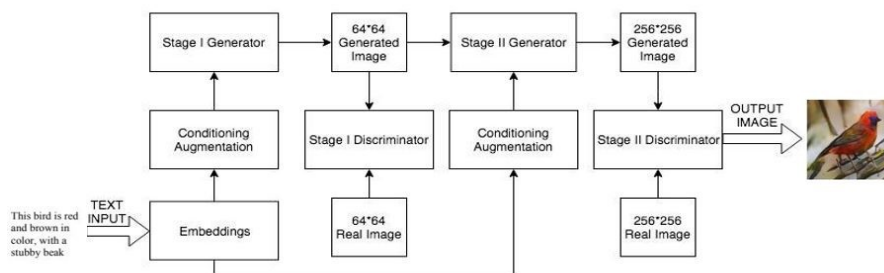 Stage I Generator
64*64
Generated
Image
Stage II Generator
256*256
Generated
Image
Conditioning
Augmentation
Stage I Discriminator
Conditioning
Augmentation
Stage II Discriminator
OUTPUT
IMAGE
This bird is red
and brown in
color, with a
stubby beak
TEXT
INPUT
Embeddings
64*64
Real Image
256*256
Real Image